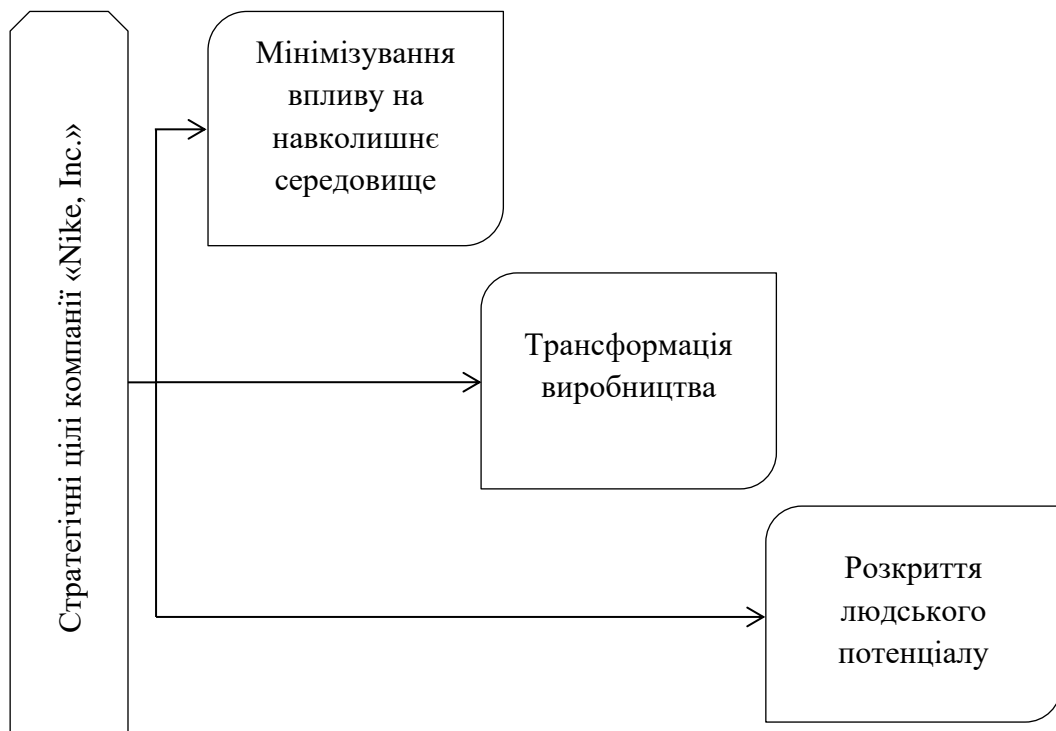 Стратегічні цілі компанії «Nike, Inc.»
Мінімізування
впливу на
навколишнє
середовище
Трансформація
виробництва
Розкриття
людського
потенціалу